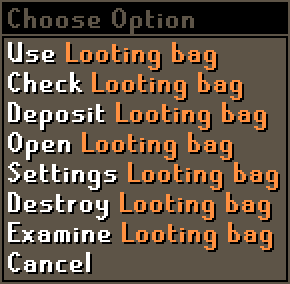 Choose Option
Use Looting bag
Check Looting bag
Deposit Looting bag
Open Looting bag
Settings Looting bag
Destroy Looting bag
Examine Looting bag
Cancel